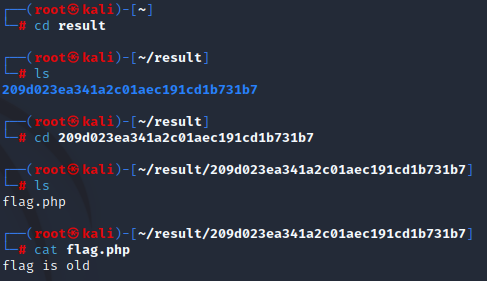 ┌──(root㉿kali)-[~]
└─# cd result
┌──(root㉿kali)-[~/result]
└─# ls
209d023ea341a2c01aec191cd1b731b7
┌──(root㉿kali)-[~/result]
└─# cd 209d023ea341a2c01aec191cd1b731b7
┌──(root㉿kali)-[~/result/209d023ea341a2c01aec191cd1b731b7]
└─# ls
flag.php
┌──(root㉿kali)-[~/result/209d023ea341a2c01aec191cd1b731b7]
└─# cat flag.php
flag is old